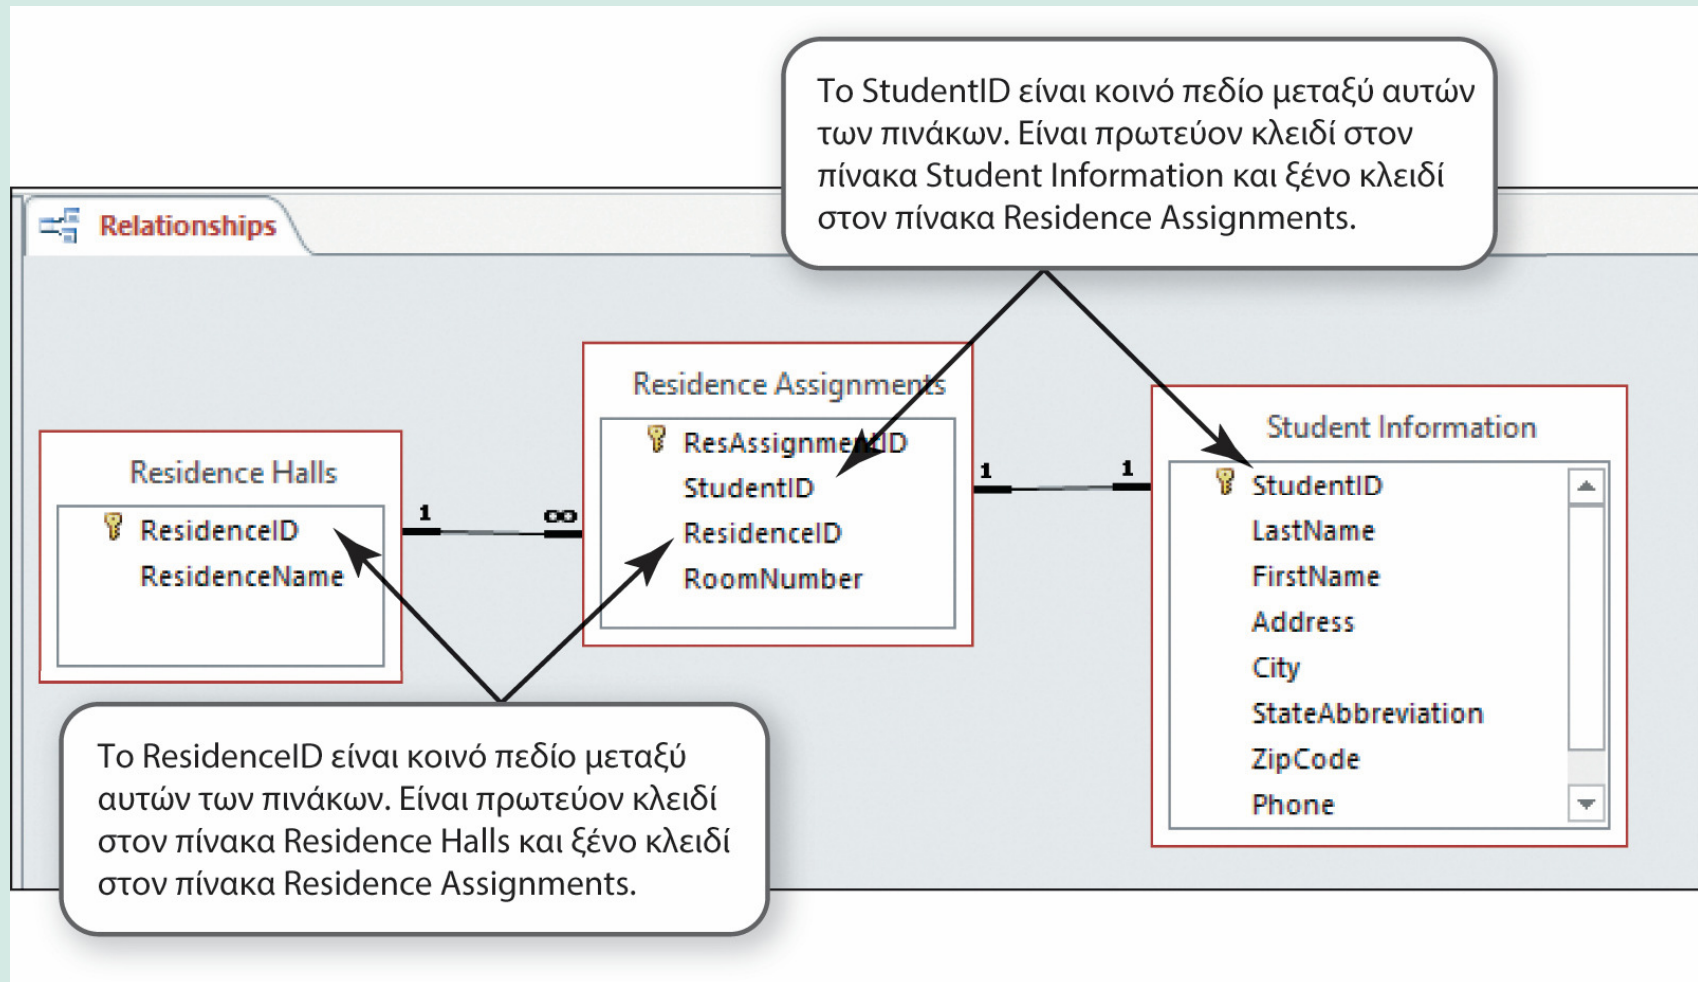 Το StudentID είναι κοινό πεδίο μεταξύ αυτών
των πινάκων. Είναι πρωτεύον κλειδί στον
πίνακα Student Information και ξένο κλειδί
στον πίνακα Residence Assignments.
Relationships
Residence Halls
ResidenceID
ResidenceName
1
∞
Residence Assignments
ResAssignmentID
StudentID
ResidenceID
RoomNumber
1
1
Student Information
StudentID
LastName
FirstName
Address
City
StateAbbreviation
ZipCode
Phone
Το ResidenceID είναι κοινό πεδίο μεταξύ
αυτών των πινάκων. Είναι πρωτεύον κλειδί
στον πίνακα Residence Halls και ξένο κλειδί
στον πίνακα Residence Assignments.